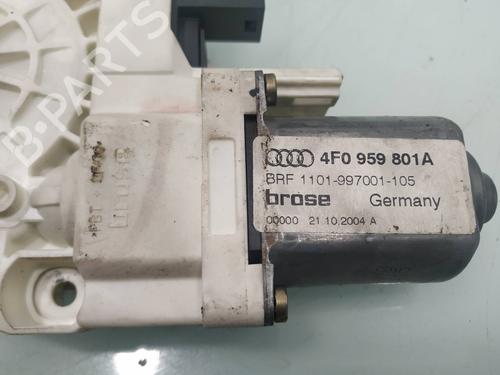 B-PARTS
4F0 959 801A
BRF 1101-997001-105
brose Germany
00000 21.10.2004 A